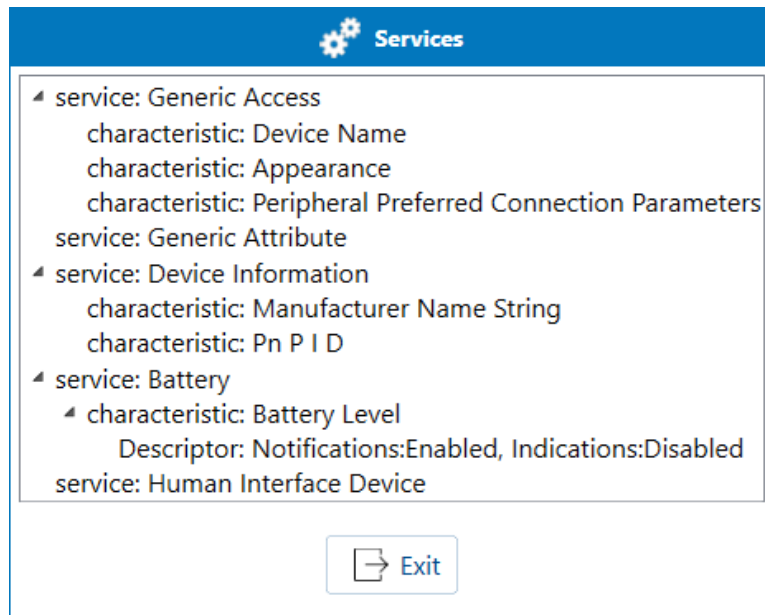 Services
service: Generic Access
characteristic: Device Name
characteristic: Appearance
characteristic: Peripheral Preferred Connection Parameters
service: Generic Attribute
service: Device Information
characteristic: Manufacturer Name String
characteristic: Pn P I D
service: Battery
characteristic: Battery Level
Descriptor: Notifications:Enabled, Indications:Disabled
service: Human Interface Device
Exit